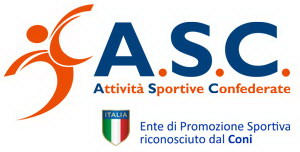 A.S.C.
Attività Sportive Confederate
ITALIA
Ente di Promozione Sportiva
riconosciuto dal Coni